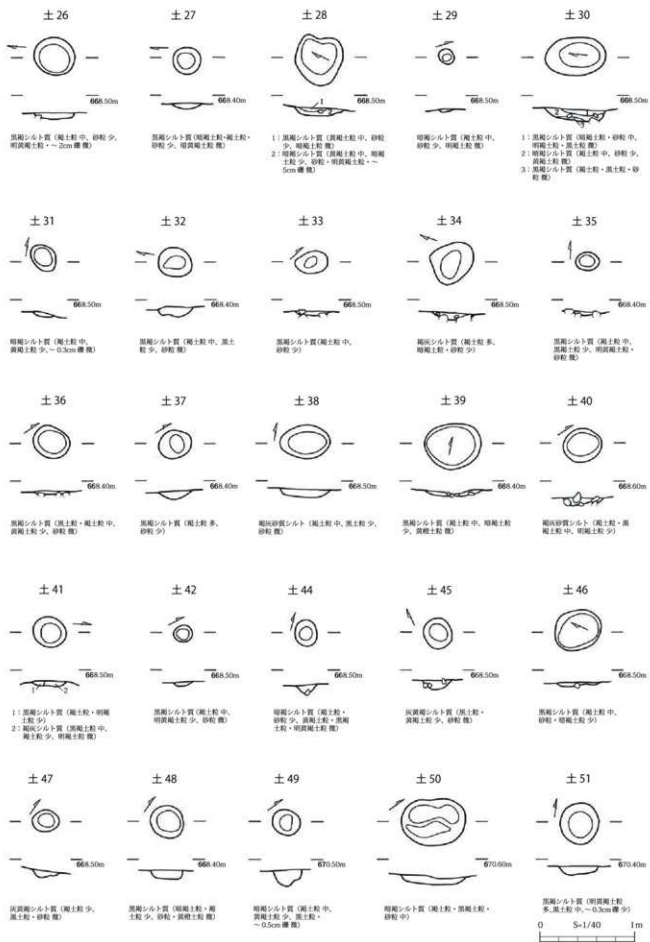 土26
土27
土28
土29
土30
1
668.50m
668.40m
668.50m
668.50m
668.50m
黒褐シルト質（褐土粒 中、砂粒 少、
明黄褐土粒・～ 2cm 礫 微）
黒褐シルト質（暗褐土粒・褐土粒・
砂粒 少、暗黄褐土粒 微）
1：黒褐シルト質（黄褐土粒 中、砂粒
少、暗褐土粒 微）
2：暗褐シルト質（黄褐土粒 中、暗褐
土粒 少、砂粒・明黄褐土粒・～
5cm 礫 微）
暗褐シルト質（褐土粒 中、
砂粒 少、明褐土粒 微）
1：黒褐シルト質（暗褐土粒・砂粒 中、
明褐土粒・黒土粒 微）
2：暗褐シルト質（褐土粒 中、砂粒 少、
黄褐土粒 微）
3：黒褐シルト質（褐土粒・黒土粒・砂
粒 微）
土31
土32
土33
土34
土35
668.50m
668.40m
668.50m
668.50m
668.40m
暗褐シルト質（褐土粒 中、
黄褐土粒 少、～ 0.3cm 礫 微）
黒褐シルト質（褐土粒 中、黒土
粒 少、砂粒 微）
黒褐シルト質（褐土粒 中、
砂粒 少）
褐灰シルト質（褐土粒 多、
暗褐土粒・砂粒 少）
黒褐シルト質（褐土粒 中、
黒褐土粒 少、明黄褐土粒・
砂粒 微）
土36
土37
土38
土39
土40
668.40m
668.40m
668.50m
668.40m
668.60m
黒褐シルト質（黒土粒・褐土粒 中、
黄褐土粒 少、砂粒 微）
黒褐シルト質（褐土粒 多、
砂粒 少）
褐灰砂質シルト（褐土粒 中、黒土粒 少、
砂粒 微）
黒褐シルト質（褐土粒 中、暗褐土粒
少、黄橙土粒 微）
褐灰砂質シルト（褐土粒・黒
褐土粒 中、明褐土粒 少）
土41
土42
土44
土45
土46
668.50m
668.50m
668.50m
668.50m
668.50m
1
2
1：黒褐シルト質（褐土粒・明褐
土粒 少）
2：褐灰シルト質（黒褐土粒 中、
褐土粒 少、明褐土粒 微）
黒褐シルト質（褐土粒 中、
明黄褐土粒 少、砂粒 微）
暗褐シルト質（褐土粒・
砂粒 少、黄褐土粒・黒褐
土粒・明黄褐土粒 微）
灰黄褐シルト質（黒土粒・
黄褐土粒 少、砂粒 微）
黒褐シルト質（褐土粒 中、
砂粒・暗褐土粒 少）
土47
土48
土49
土50
土51
668.50m
668.40m
670.50m
670.60m
670.40m
灰黄褐シルト質（褐土粒 少、
黒土粒・砂粒 微）
黒褐シルト質（暗褐土粒・褐
土粒 少、砂粒・黄橙土粒 微）
暗褐シルト質（褐土粒 中、
黄褐土粒 少、黒土粒・
～ 0.5cm 礫 微）
暗褐シルト質（褐土粒・黒褐土粒・
砂粒 中）
黒褐シルト質（明黄褐土粒
多、黒土粒 中、～ 0.3cm 礫 少）
0 S=1/40 1m